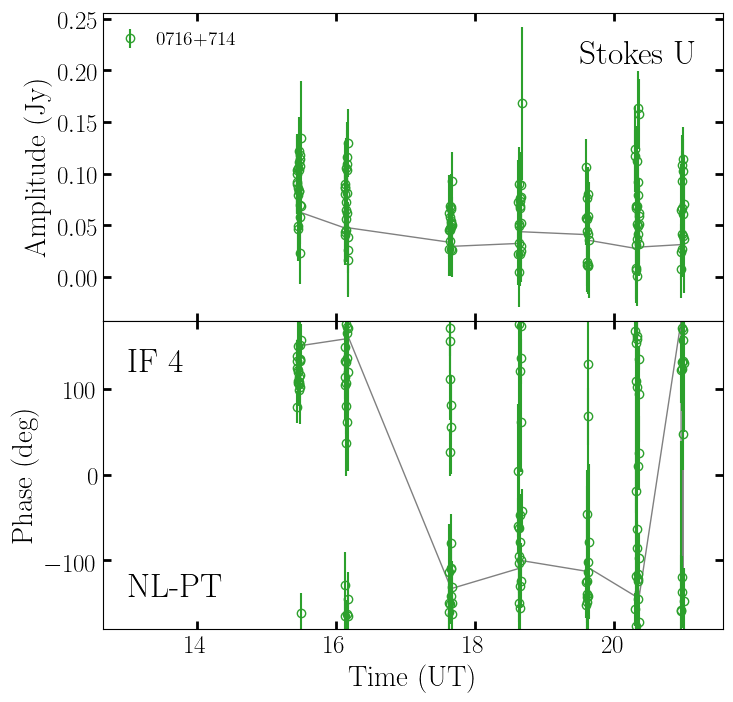 0.25
0716+714
Stokes U
0.20
0.15
0.10
0.05
0.00
Amplitude (Jy)
IF 4
100
0
−100
Phase (deg)
NL-PT
14 16 18 20
Time (UT)